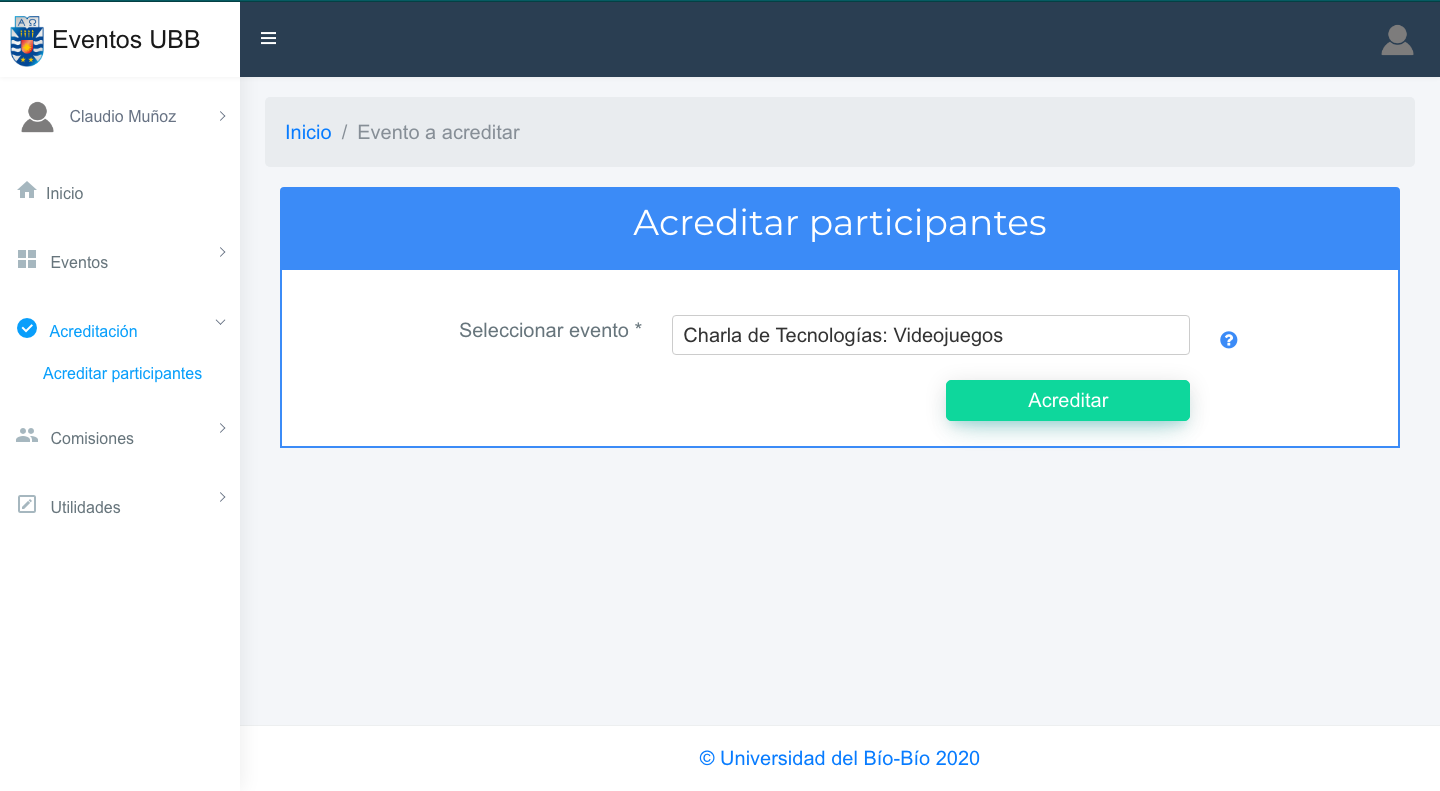 Eventos UBB
Claudio Muñoz
Inicio
Eventos
Acreditación
Acreditar participantes
Comisiones
Utilidades
Inicio / Evento a acreditar
Acreditar participantes
Seleccionar evento * Charla de Tecnologías: Videojuegos
Acreditar
© Universidad del Bío-Bío 2020